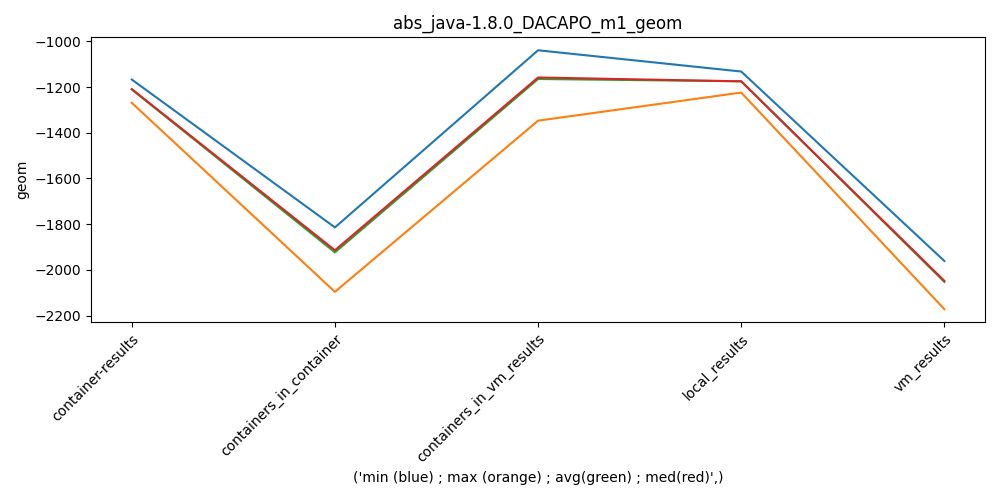 abs_java-1.8.0_DACAPO_m1_geom
−1000
−1200
−1400
−1600
−1800
−2000
−2200
geom
container-results
containers_in_container
containers_in_vm_results
local_results
vm_results
('min (blue) ; max (orange) ; avg(green) ; med(red)',)